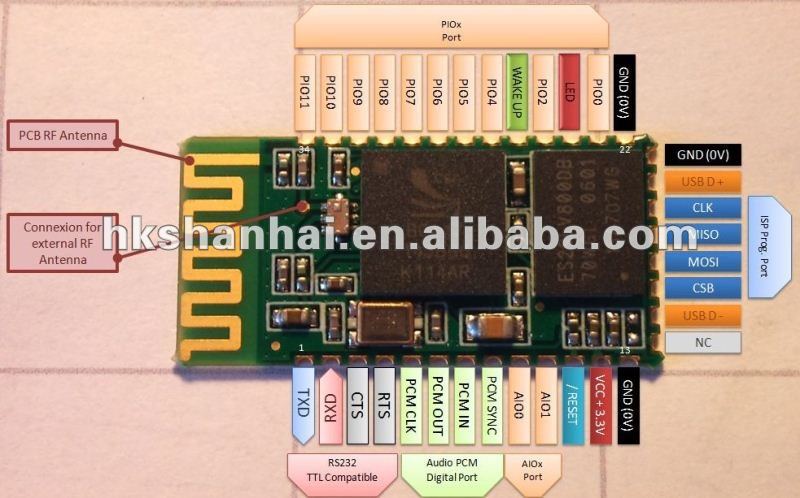 PIOx
Port
PIO11
PIO10
PIO9
PIO8
PIO7
PIO6
PIO5
PIO4
WAKE UP
PIO2
LED
PIO0
GND (0V)
PCB RF Antenna
34
22
GND (0V)
USB D+
CLK
MISO
MOSI
CSB
USB D-
NC
ISP Prog. Port
Connexion for
external RF
Antenna
hkshanhai.en.alibaba.com
0601
1
13
TXD
RXD
CTS
RTS
PCM CLK
PCM OUT
PCM IN
PCM SYNC
AIO0
AIO1
/ RESET
VCC + 3.3V
GND (0V)
RS232
TTL Compatible
Audio PCM
Digital Port
AIOx
Port